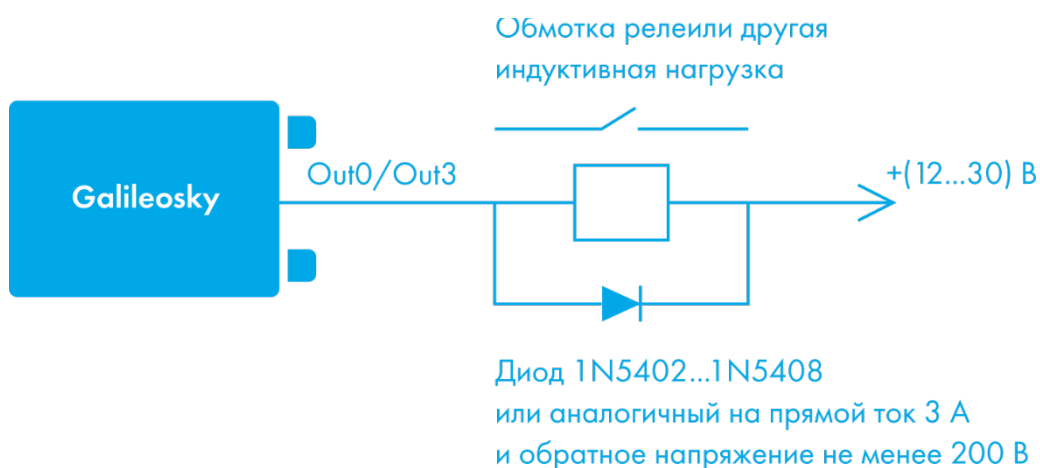 Обмотка релеили другая
индуктивная нагрузка
Galileosky
Out0/Out3
+(12...30) В
Диод 1N5402...1N5408
или аналогичный на прямой ток 3 А
и обратное напряжение не менее 200 В